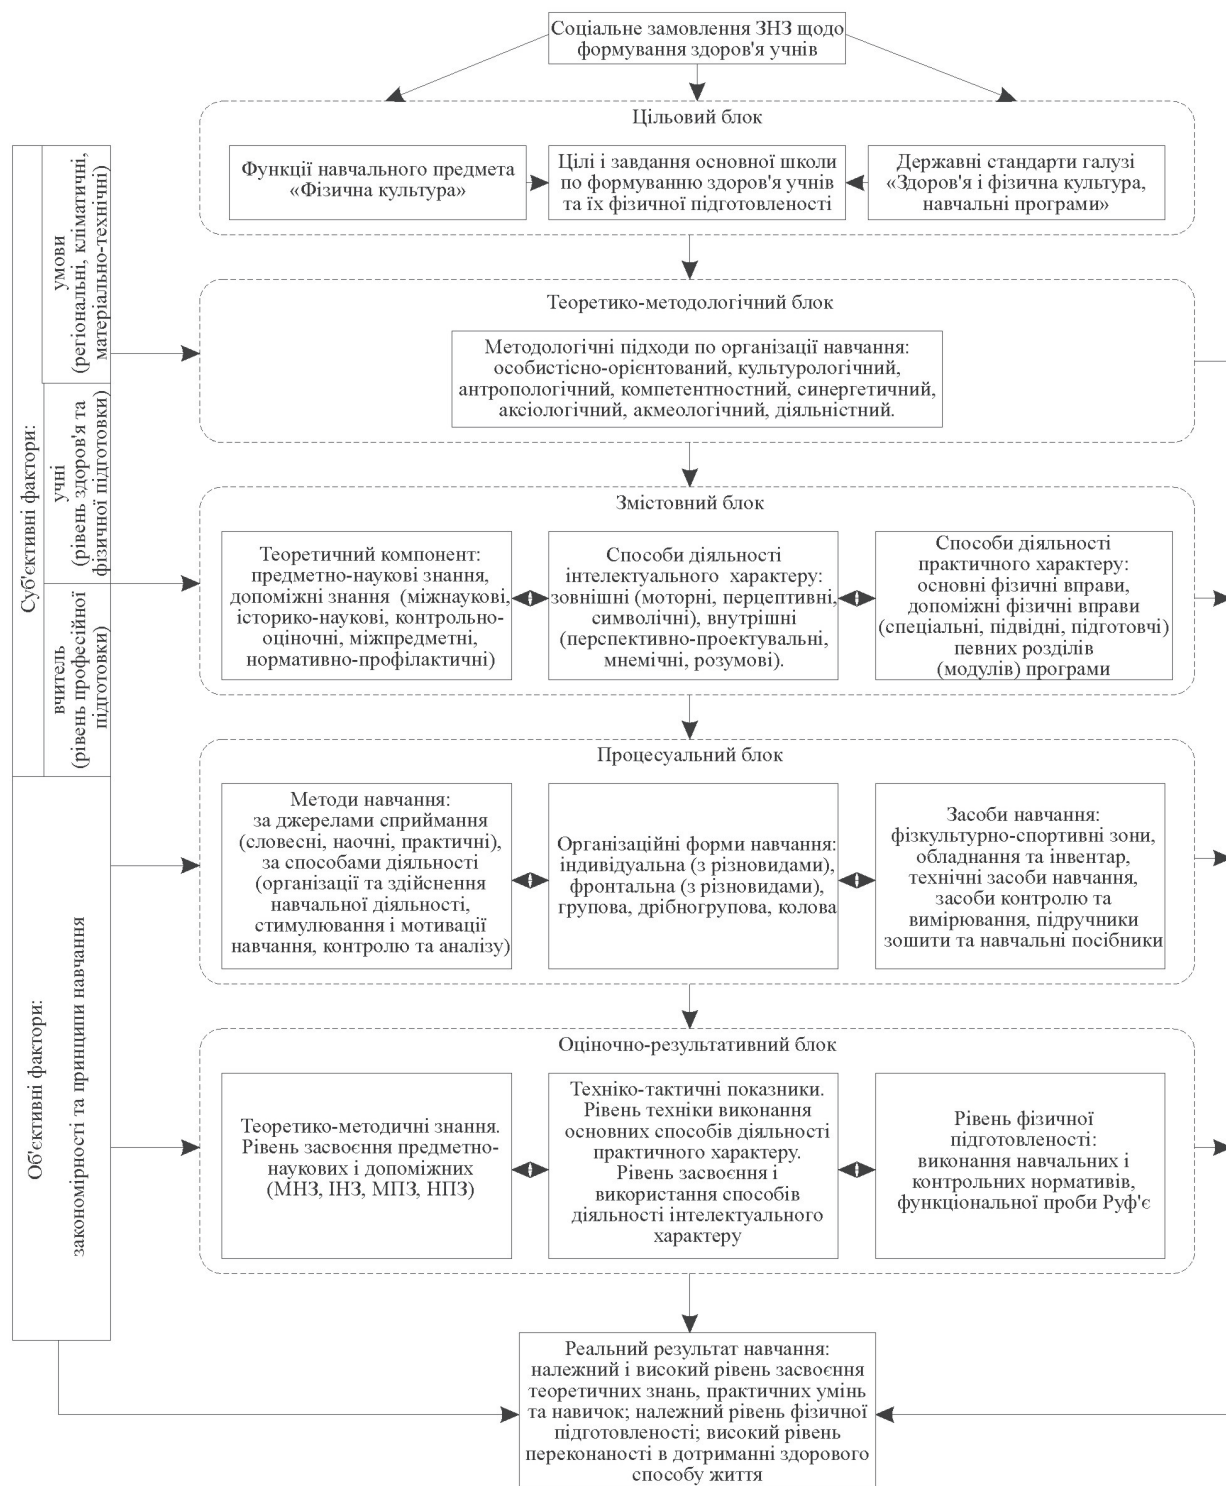 Соціальне замовлення ЗНЗ щодо
формування здоров'я учнів
Цільовий блок
Функції навчального предмета
«Фізична культура»
Цілі і завдання основної школи
по формуванню здоров'я учнів
та їх фізичної підготовленості
Державні стандарти галузі
«Здоров'я і фізична культура,
навчальні програми»
Суб'єктивні фактори:
умови
(регіональні, кліматичні,
матеріально-технічні)
учні
(рівень здоров'я та
фізичної підготовки)
вчитель
(рівень професійної
підготовки)
Об'єктивні фактори:
закономірності та принципи навчання
Теоретико-методологічний блок
Методологічні підходи по організації навчання:
особистісно-орієнтований, культурологічний,
антропологічний, компетентностний, синергетичний,
аксіологічний, акмеологічний, діяльністний.
Змістовний блок
Теоретичний компонент:
предметно-наукові знання,
допоміжні знання (міжнаукові,
історико-наукові, контрольно-
оціночні, міжпредметні,
нормативно-профілактичні)
Способи діяльності
інтелектуального характеру:
зовнішні (моторні, перцептивні,
символічні), внутрішні
(перспективно-проектувальні,
мнемічні, розумові).
Способи діяльності
практичного характеру:
основні фізичні вправи,
допоміжні фізичні вправи
(спеціальні, підвідні, підготовчі)
певних розділів
(модулів) програми
Процесуальний блок
Методи навчання:
за джерелами сприймання
(словесні, наочні, практичні),
за способами діяльності
(організації та здійснення
навчальної діяльності,
стимулювання і мотивації
навчання, контролю та аналізу)
Організаційні форми навчання:
індивідуальна (з різновидами),
фронтальна (з різновидами),
групова, дрібногрупова, колова
Засоби навчання:
фізкультурно-спортивні зони,
обладнання та інвентар,
технічні засоби навчання,
засоби контролю та
вимірювання, підручники
зошити та навчальні посібники
Оціночно-результативний блок
Теоретико-методичні знання.
Рівень засвоєння предметно-
наукових і допоміжних
(МНЗ, ІНЗ, МПЗ, НПЗ)
Техніко-тактичні показники.
Рівень техніки виконання
основних способів діяльності
практичного характеру.
Рівень засвоєння і
використання способів
діяльності інтелектуального
характеру
Рівень фізичної
підготовленості:
виконання навчальних і
контрольних нормативів,
функціональної проби Руф'є
Реальний результат навчання:
належний і високий рівень засвоєння
теоретичних знань, практичних умінь
та навичок; належний рівень фізичної
підготовленості; високий рівень
переконаності в дотриманні здорового
способу життя